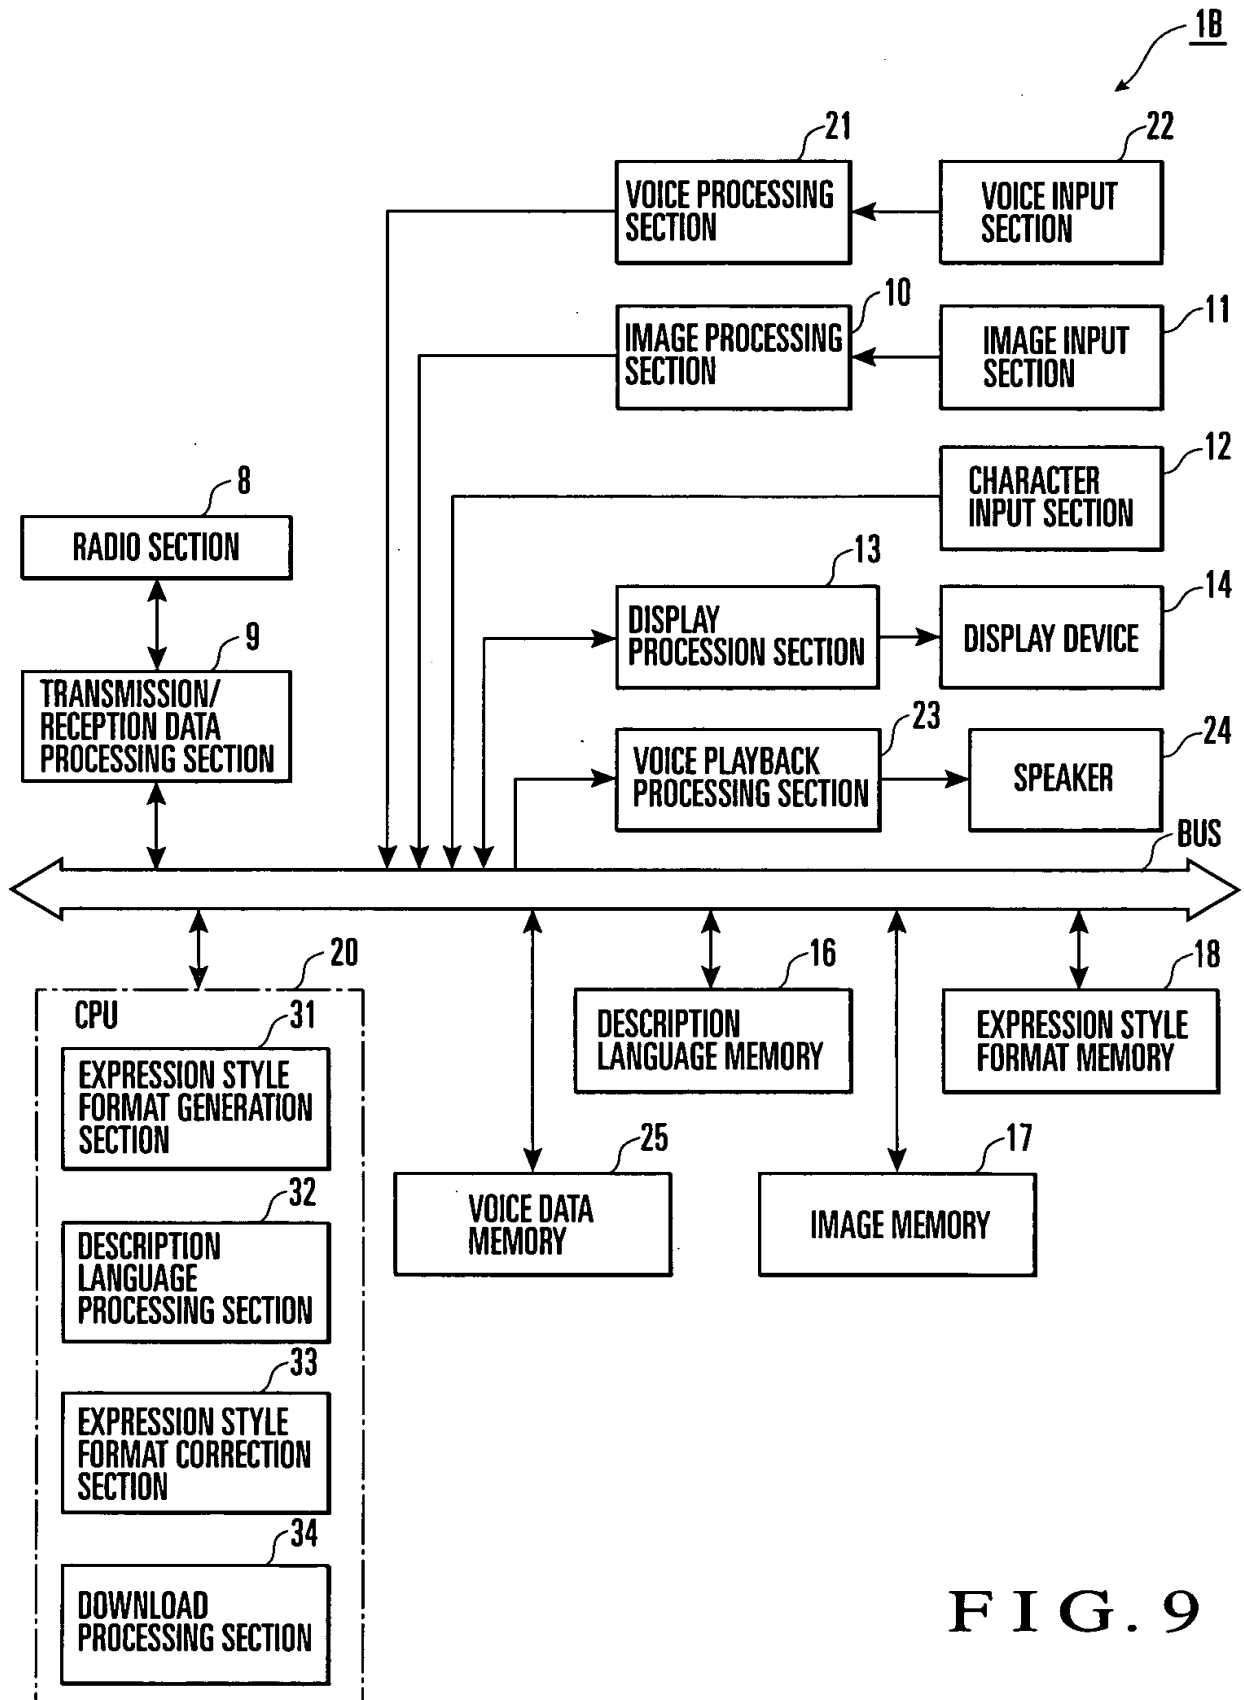 1B
21
22
VOICE PROCESSING
SECTION
VOICE INPUT
SECTION
10
11
IMAGE PROCESSING
SECTION
IMAGE INPUT
SECTION
12
CHARACTER
INPUT SECTION
8
RADIO SECTION
13
14
DISPLAY
PROCESSION SECTION
DISPLAY DEVICE
9
TRANSMISSION/
RECEPTION DATA
PROCESSING SECTION
23
24
VOICE PLAYBACK
PROCESSING SECTION
SPEAKER
BUS
20
CPU
16
DESCRIPTION
LANGUAGE MEMORY
18
EXPRESSION STYLE
FORMAT MEMORY
31
EXPRESSION STYLE
FORMAT GENERATION
SECTION
25
VOICE DATA
MEMORY
17
IMAGE MEMORY
32
DESCRIPTION
LANGUAGE
PROCESSING SECTION
33
EXPRESSION STYLE
FORMAT CORRECTION
SECTION
34
DOWNLOAD
PROCESSING SECTION
FIG. 9